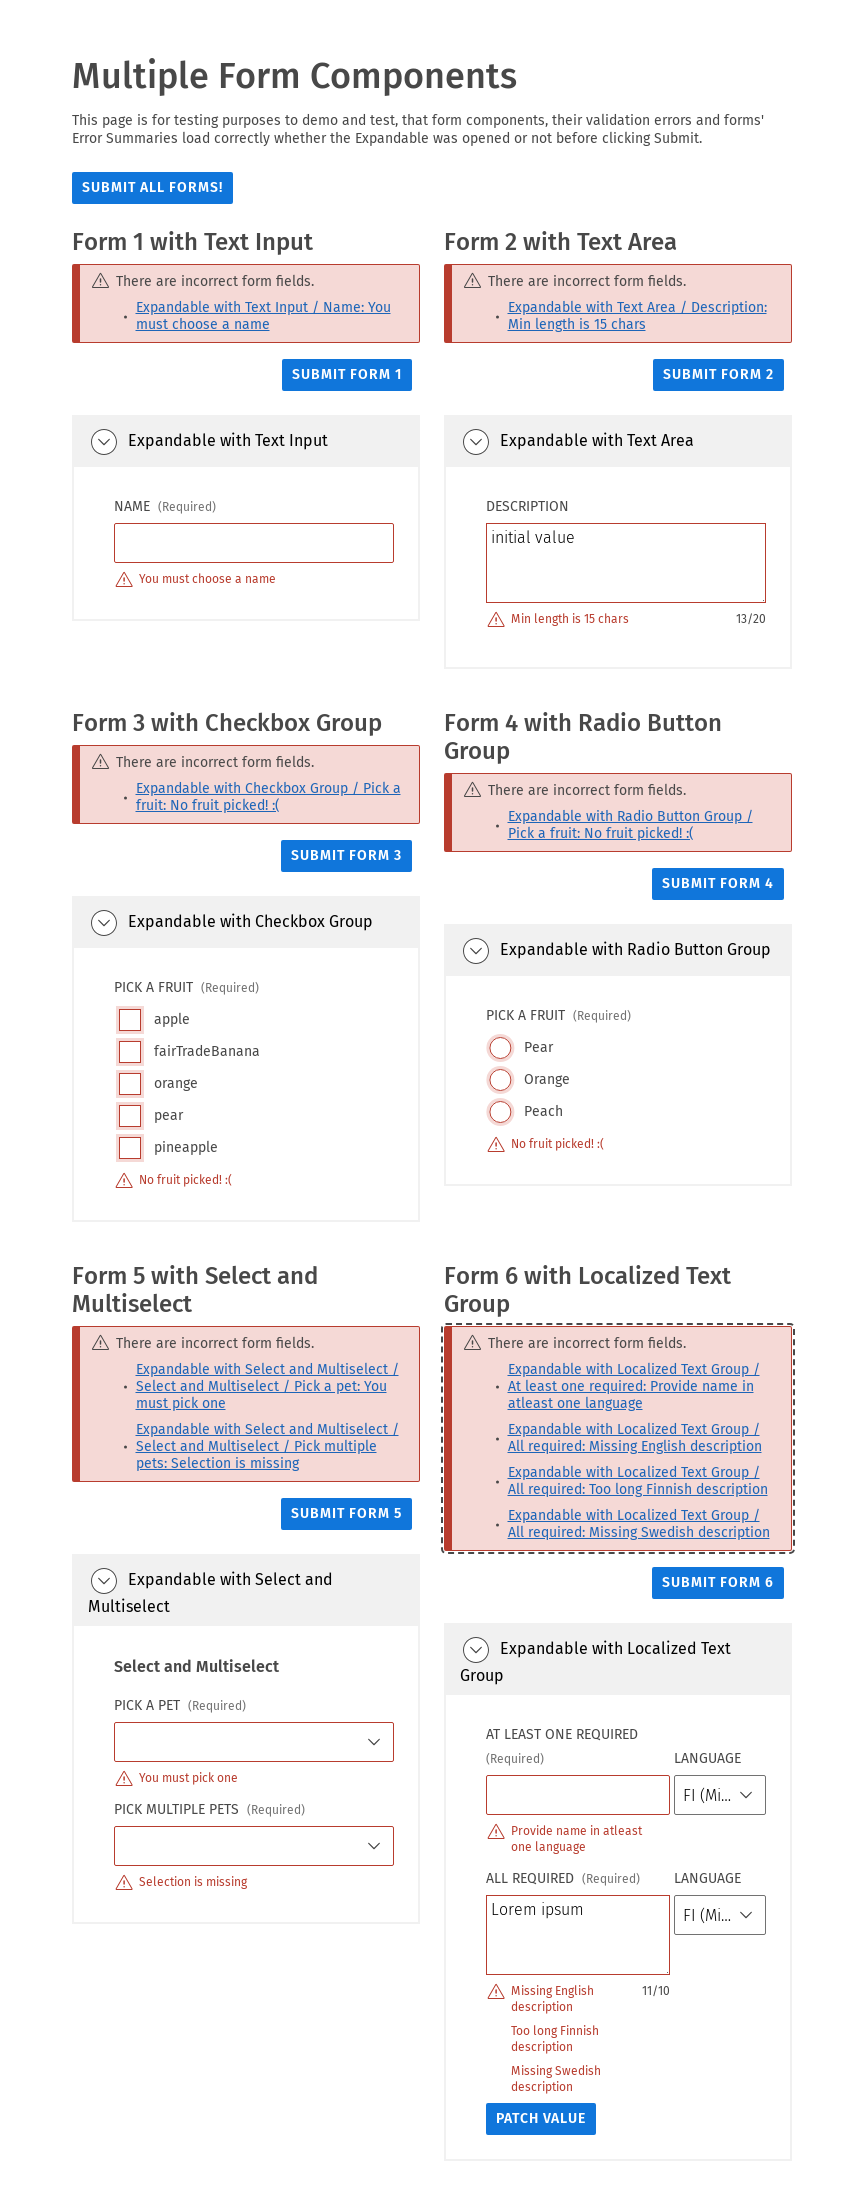 Multiple Form Components
This page is for testing purposes to demo and test, that form components, their validation errors and forms'
Error Summaries load correctly whether the Expandable was opened or not before clicking Submit.
SUBMIT ALL FORMS!
Form 1 with Text Input
There are incorrect form fields.
Expandable with Text Input / Name: You
must choose a name
SUBMIT FORM 1
Expandable with Text Input
NAME (Required)
You must choose a name
Form 2 with Text Area
There are incorrect form fields.
Expandable with Text Area / Description:
Min length is 15 chars
SUBMIT FORM 2
Expandable with Text Area
DESCRIPTION
initial value
Min length is 15 chars 13/20
Form 3 with Checkbox Group
There are incorrect form fields.
Expandable with Checkbox Group / Pick a
fruit: No fruit picked! :(
SUBMIT FORM 3
Expandable with Checkbox Group
PICK A FRUIT (Required)
apple
fairTradeBanana
orange
pear
pineapple
No fruit picked! :(
Form 4 with Radio Button
Group
There are incorrect form fields.
Expandable with Radio Button Group /
Pick a fruit: No fruit picked! :(
SUBMIT FORM 4
Expandable with Radio Button Group
PICK A FRUIT (Required)
Pear
Orange
Peach
No fruit picked! :(
Form 5 with Select and
Multiselect
There are incorrect form fields.
Expandable with Select and Multiselect /
Select and Multiselect / Pick a pet: You
must pick one
Expandable with Select and Multiselect /
Select and Multiselect / Pick multiple
pets: Selection is missing
SUBMIT FORM 5
Expandable with Select and
Multiselect
Select and Multiselect
PICK A PET (Required)
You must pick one
PICK MULTIPLE PETS (Required)
Selection is missing
Form 6 with Localized Text
Group
There are incorrect form fields.
Expandable with Localized Text Group /
At least one required: Provide name in
atleast one language
Expandable with Localized Text Group /
All required: Missing English description
Expandable with Localized Text Group /
All required: Too long Finnish description
Expandable with Localized Text Group /
All required: Missing Swedish description
SUBMIT FORM 6
Expandable with Localized Text
Group
AT LEAST ONE REQUIRED
(Required) LANGUAGE
FI (Mi...
Provide name in atleast
one language
ALL REQUIRED (Required) LANGUAGE
Lorem ipsum FI (Mi...
Missing English 11/10
description
Too long Finnish
description
Missing Swedish
description
PATCH VALUE